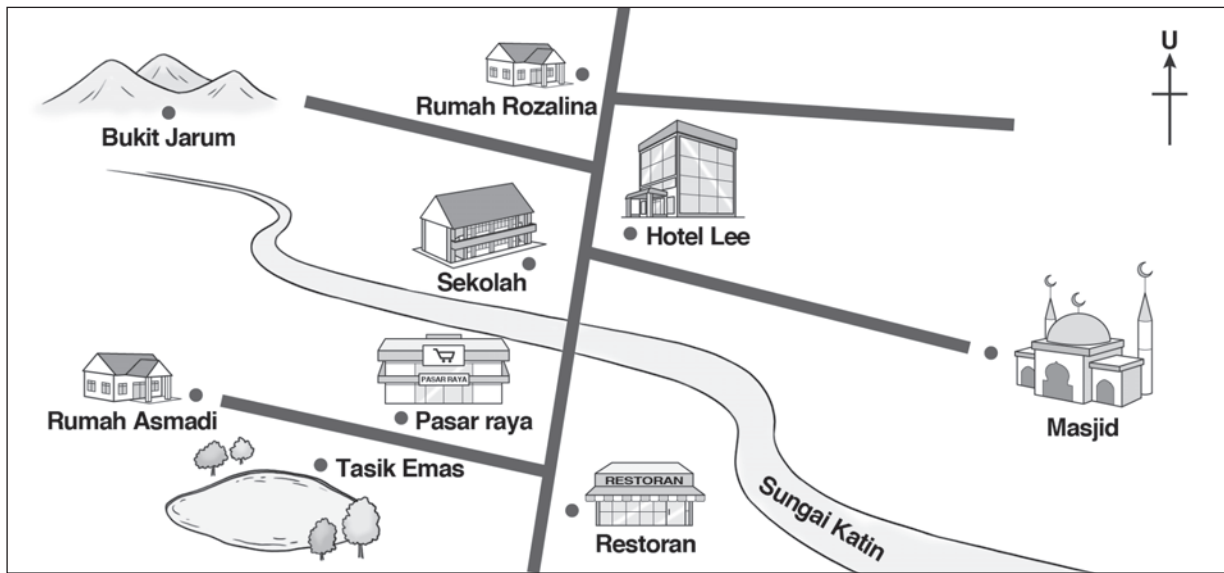 U
Rumah Rozalina
Bukit Jarum
Hotel Lee
Sekolah
PASAR RAYA
Rumah Asmadi
Pasar raya
Masjid
Tasik Emas
RESTORAN
Sungai Katin
Restoran